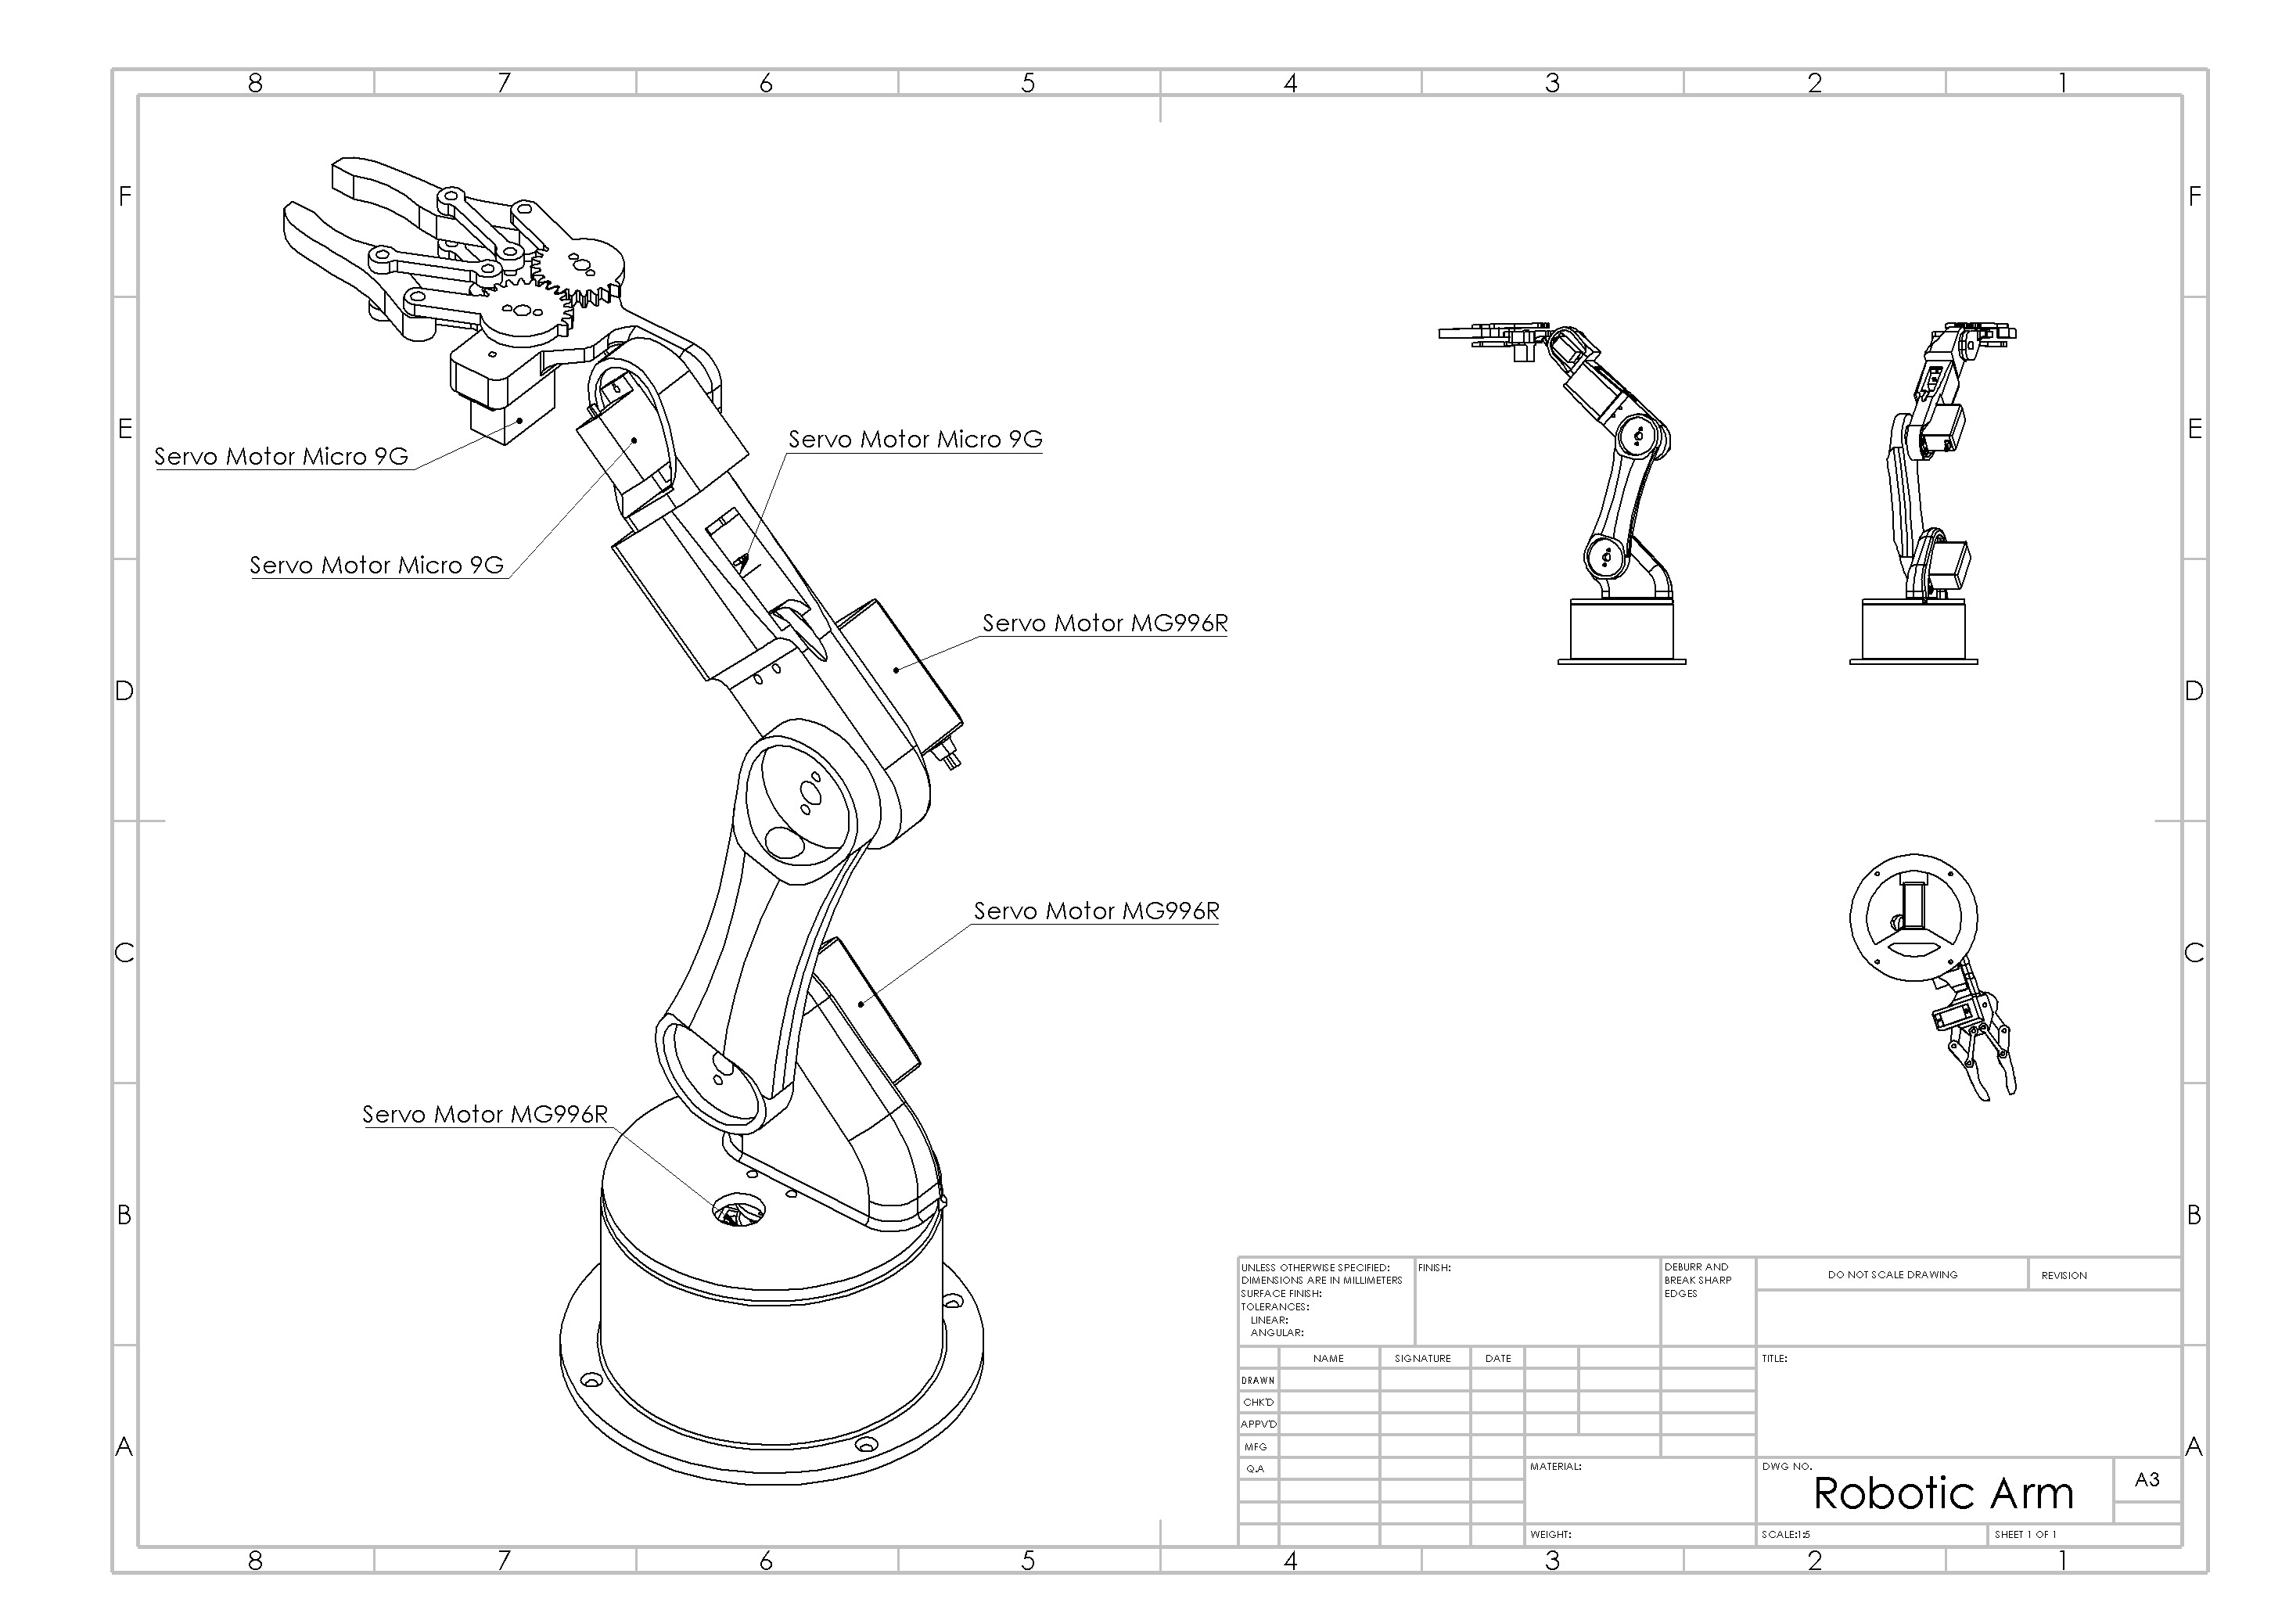 8 7 6 5 4 3 2 1
F F
Servo Motor Micro 9G
E E
Servo Motor Micro 9G
Servo Motor Micro 9G
Servo Motor MG996R
D D
Servo Motor MG996R
C C
Servo Motor MG996R
B B
UNLESS OTHERWISE SPECIFIED:
DIMENSIONS ARE IN MILLIMETERS
SURFACE FINISH:
TOLERANCES:
LINEAR:
ANGULAR:
FINISH:
DEBURR AND
BREAK SHARP
EDGES
DO NOT SCALE DRAWING
REVISION
NAME SIGNATURE DATE
TITLE:
DRAWN
CHK'D
APPV'D
MFG
Q.A
A A
MATERIAL:
DWG NO.
Robotic Arm
A3
WEIGHT:
SCALE:1:5
SHEET 1 OF 1
8 7 6 5 4 3 2 1